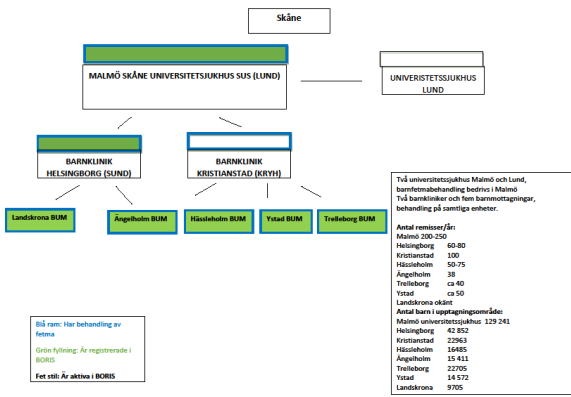 Skåne
MALMÖ SKÅNE UNIVERSITETSJUKHUS SUS (LUND)
UNIVERISTETSSJUKHUS
LUND
BARNKLINIK
HELSINGBORG (SUND)
BARNKLINIK
KRISTIANSTAD (KRYH)
Landskrona BUM
Ängelholm BUM
Hässleholm BUM
Ystad BUM
Trelleborg BUM
Två universitetssjukhus Malmö och Lund,
barnfetmabehandling bedrivs i Malmö
Två barnkliniker och fem barnmottagningar,
behandling på samtliga enheter.
Antal remisser/år:
Malmö 200-250
Helsingborg 60-80
Kristianstad 100
Hässleholm 50-75
Ängelholm 38
Trelleborg ca 40
Ystad ca 50
Landskrona okänt
Antal barn i upptagningsområde:
Malmö universitetssjukhus 129 241
Helsingborg 42 852
Kristianstad 22963
Hässleholm 16485
Ängelholm 15 411
Trelleborg 22705
Ystad 14 572
Landskrona 9705
Blå ram: Har behandling av
fetma
Grön fyllning: Är registrerade i
BORIS
Fet stil: Är aktiva i BORIS